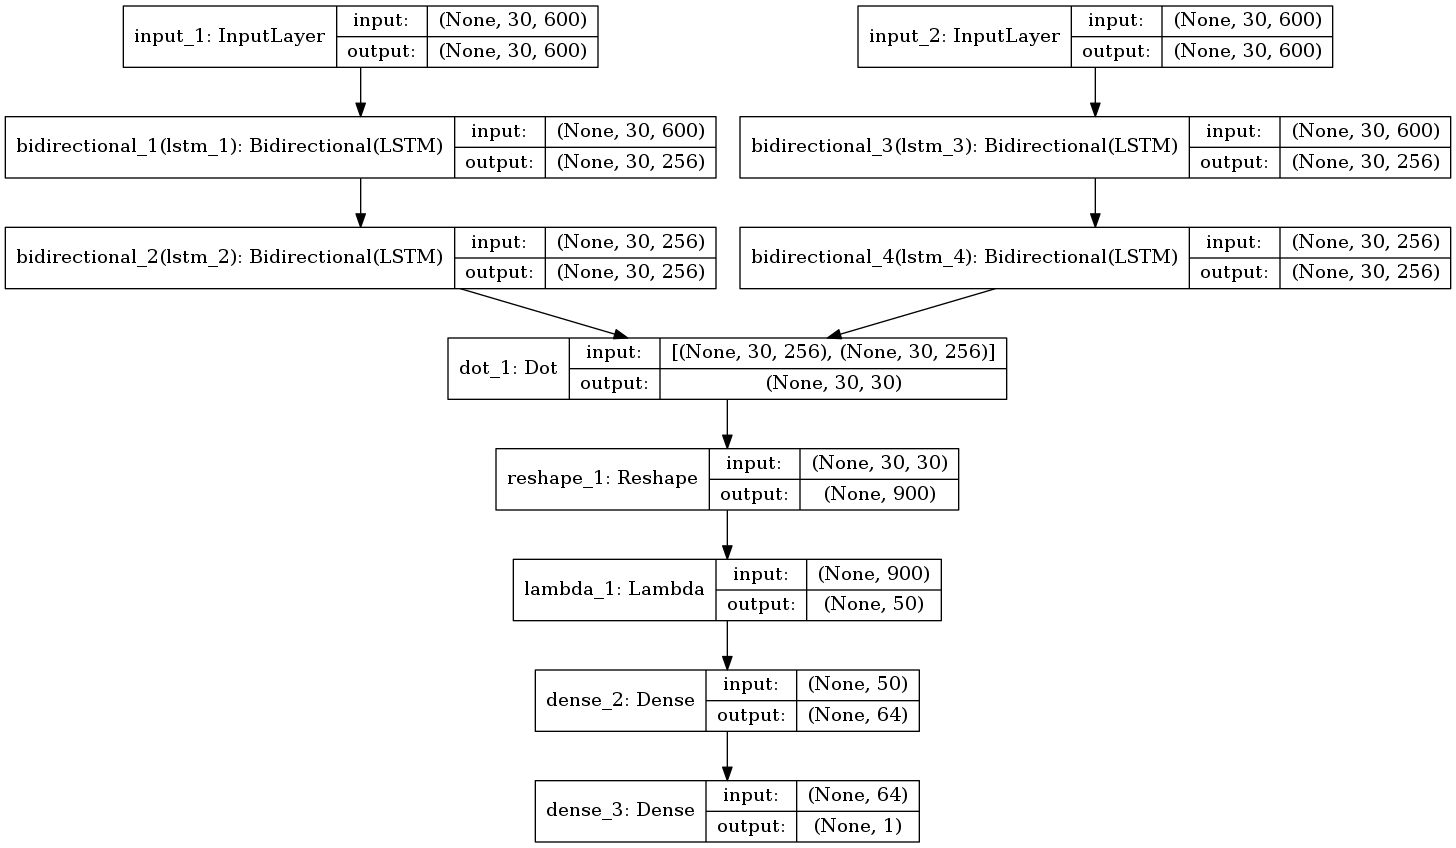 input_1: InputLayer
input: (None, 30, 600)
output: (None, 30, 600)
input_2: InputLayer
input: (None, 30, 600)
output: (None, 30, 600)
bidirectional_1(lstm_1): Bidirectional(LSTM)
input: (None, 30, 600)
output: (None, 30, 256)
bidirectional_3(lstm_3): Bidirectional(LSTM)
input: (None, 30, 600)
output: (None, 30, 256)
bidirectional_2(lstm_2): Bidirectional(LSTM)
input: (None, 30, 256)
output: (None, 30, 256)
bidirectional_4(lstm_4): Bidirectional(LSTM)
input: (None, 30, 256)
output: (None, 30, 256)
dot_1: Dot
input: [(None, 30, 256), (None, 30, 256)]
output: (None, 30, 30)
reshape_1: Reshape
input: (None, 30, 30)
output: (None, 900)
lambda_1: Lambda
input: (None, 900)
output: (None, 50)
dense_2: Dense
input: (None, 50)
output: (None, 64)
dense_3: Dense
input: (None, 64)
output: (None, 1)